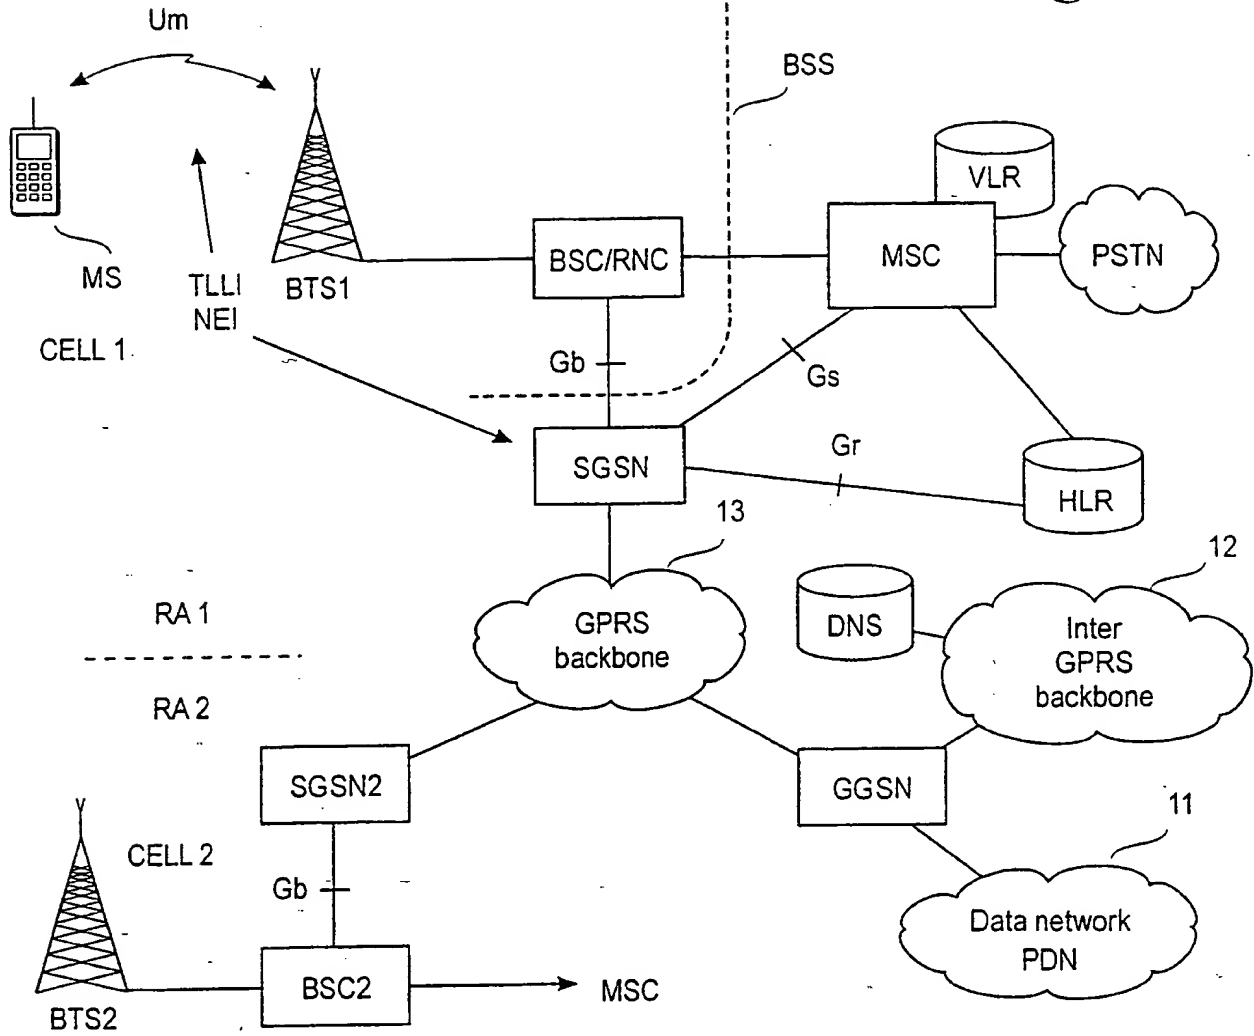 Um
BSS
VLR
MS
TLLI
NEI
BTS1
BSC/RNC
MSC
PSTN
CELL 1
Gb
Gs
SGSN
Gr
HLR
13
12
RA 1
GPRS
backbone
DNS
Inter
GPRS
backbone
RA 2
SGSN2
GGSN
11
CELL 2
Gb
Data network
PDN
BSC2
MSC
BTS2